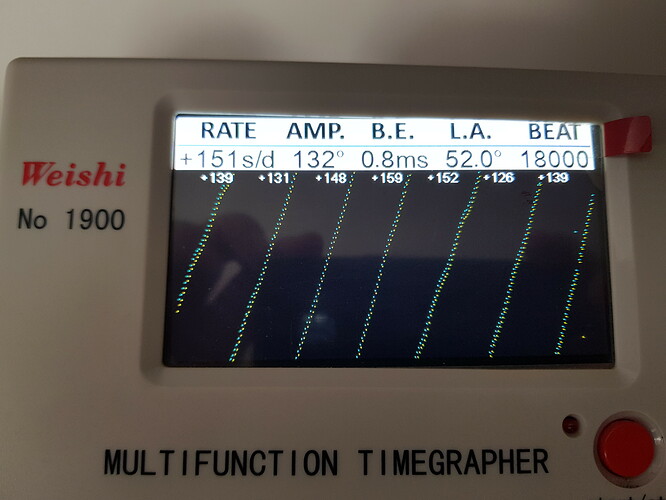 RATE AMP. B.E. L.A. BEAT
+151s/d 132° 0.8ms 52.0° 18000
+139 +131 +148 +159 +152 +126 +139
Weishi
No 1900
MULTIFUNCTION TIMEGRAPHER